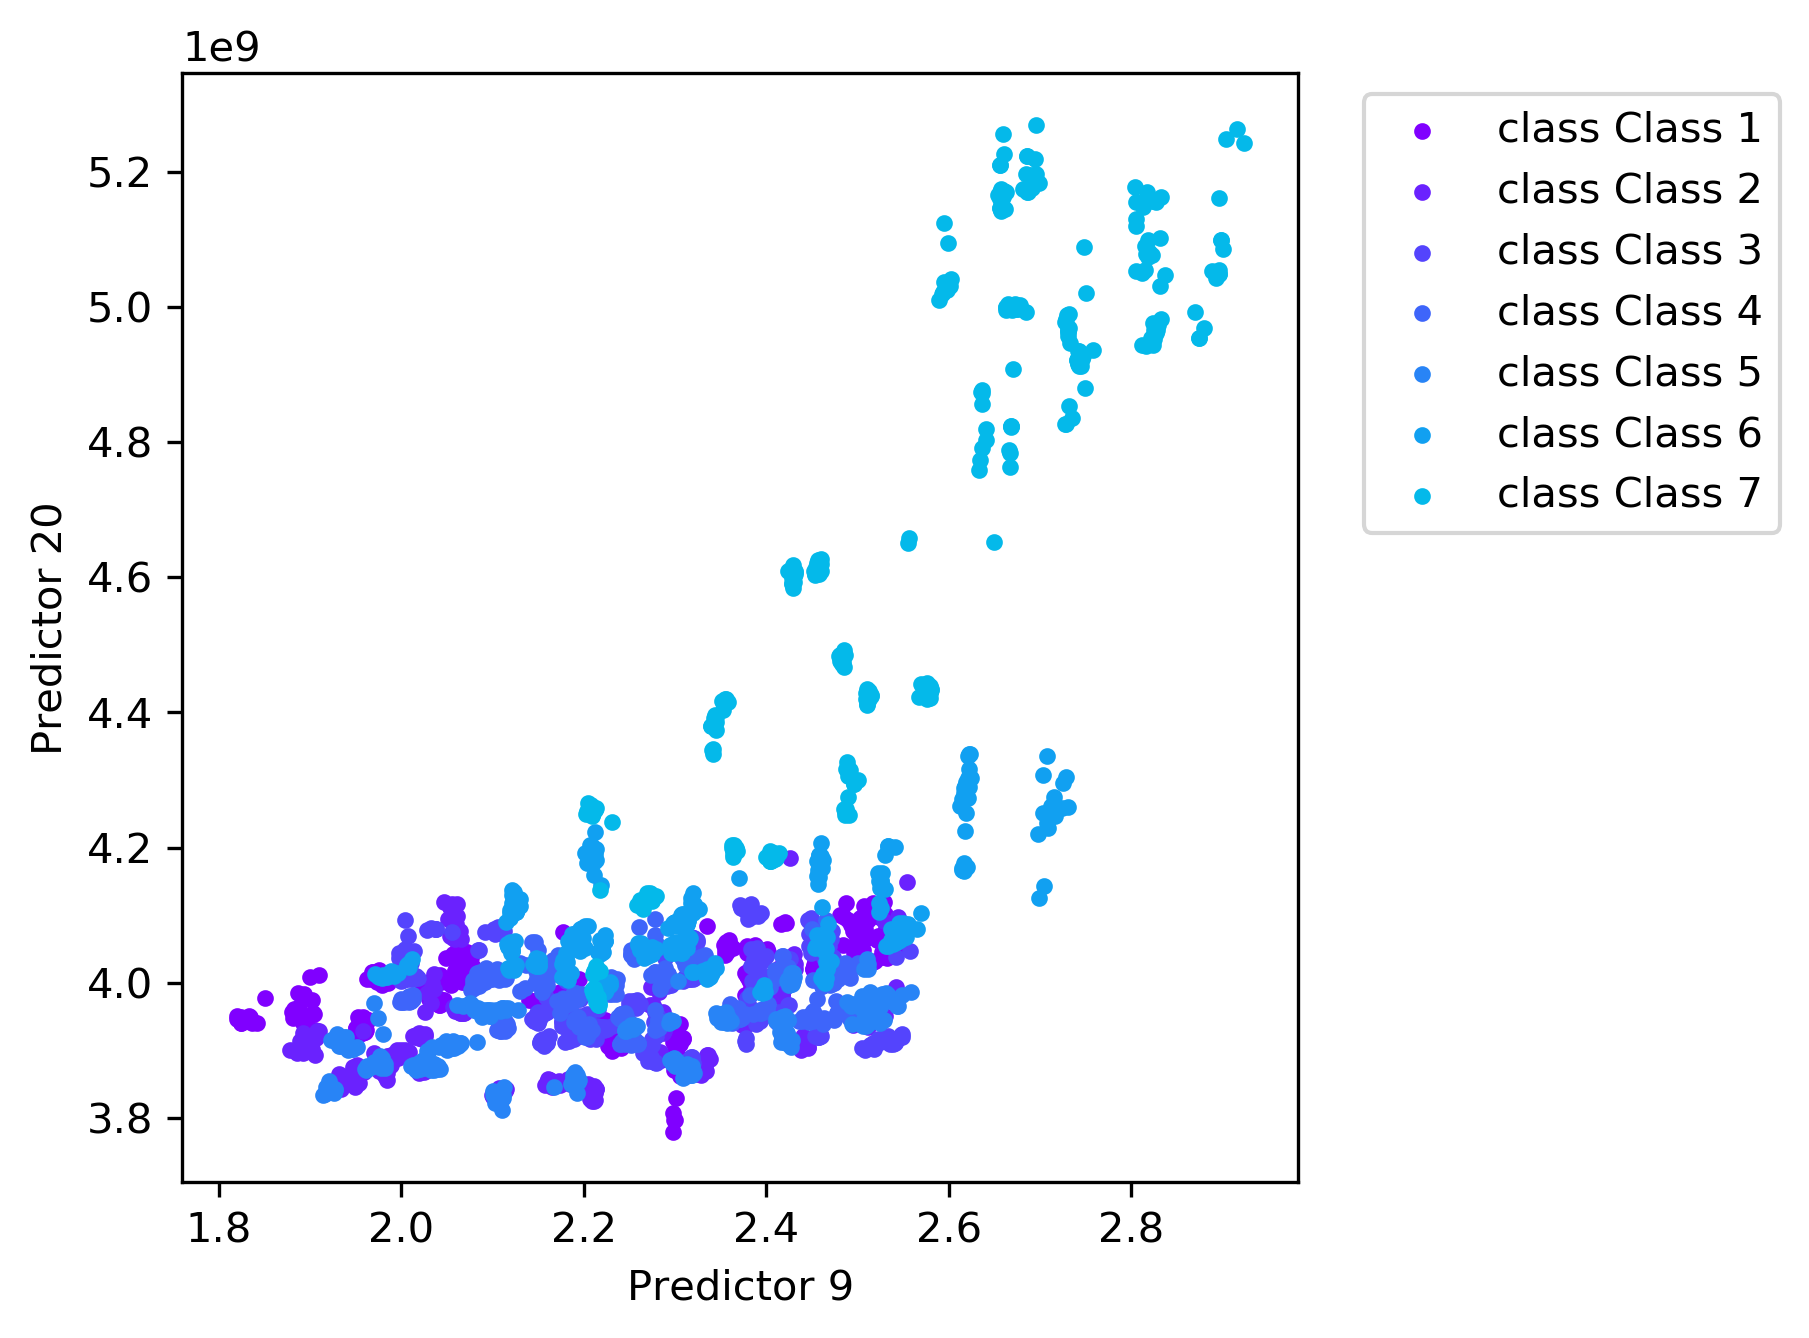 1e9
5.2
5.0
4.8
4.6
4.4
4.2
4.0
3.8
Predictor 20
1.8 2.0 2.2 2.4 2.6 2.8
Predictor 9
class Class 1
class Class 2
class Class 3
class Class 4
class Class 5
class Class 6
class Class 7